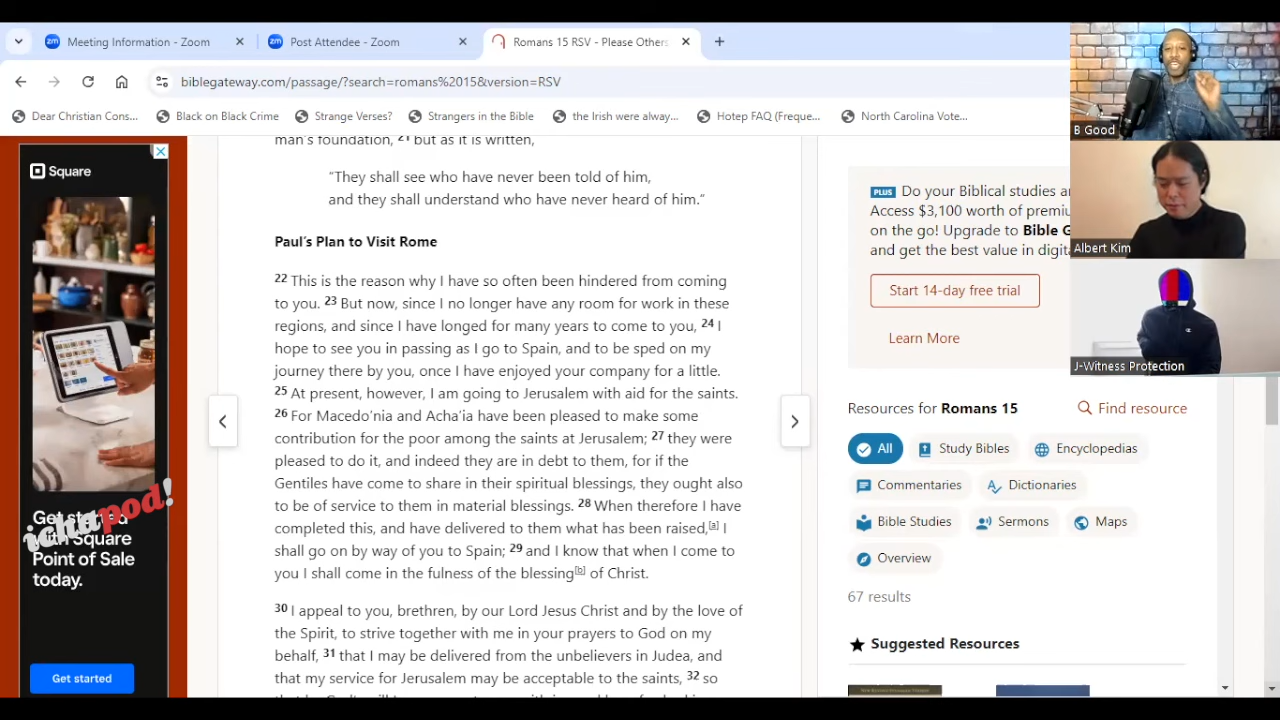 Meeting Information - Zoom
Post Attendee - Zoom
Romans 15 RSV - Please Others
biblegateway.com/passage/?search=romans%2015&version=RSV
Dear Christian Cons...
Black on Black Crime
Strange Verses?
Strangers in the Bible
the Irish were alway...
Hotep FAQ (Freque...
North Carolina Vote...
B Good
Albert Kim
J-Witness Protection
Square
ichapod!
Get started
with Square
Point of Sale
today.
Get started
man's foundation, 21 but as it is written,
“They shall see who have never been told of him,
and they shall understand who have never heard of him.”
Paul's Plan to Visit Rome
22 This is the reason why I have so often been hindered from coming
to you. 23 But now, since I no longer have any room for work in these
regions, and since I have longed for many years to come to you, 24 I
hope to see you in passing as I go to Spain, and to be sped on my
journey there by you, since I have enjoyed your company for a little.
25 At present, however, I am going to Jerusalem with aid for the saints.
26 For Macedo′nia and Acha′ia have been pleased to make some
contribution for the poor among the saints at Jerusalem; 27 they were
pleased to do it, and indeed they are in debt to them, for if the
Gentiles have come to share in their spiritual blessings, they ought also
to be of service to them in material blessings. 28 When therefore I have
completed this, and have delivered to them what has been raised,[a] I
shall go on by way of you to Spain; 29 and I know that when I come to
you I shall come in the fulness of the blessing[b] of Christ.
30 I appeal to you, brethren, by our Lord Jesus Christ and by the love of
the Spirit, to strive together with me in your prayers to God on my
behalf, 31 that I may be delivered from the unbelievers in Judea, and
that my service for Jerusalem may be acceptable to the saints, 32 so
PLUS Do your Biblical studies
Access $3,100 worth of
on the go! Upgrade to Bible
and get the best value in
Start 14-day free trial
Learn More
Resources for Romans 15
Find resource
All
Study Bibles
Encyclopedias
Commentaries
Dictionaries
Bible Studies
Sermons
Maps
Overview
67 results
Suggested Resources